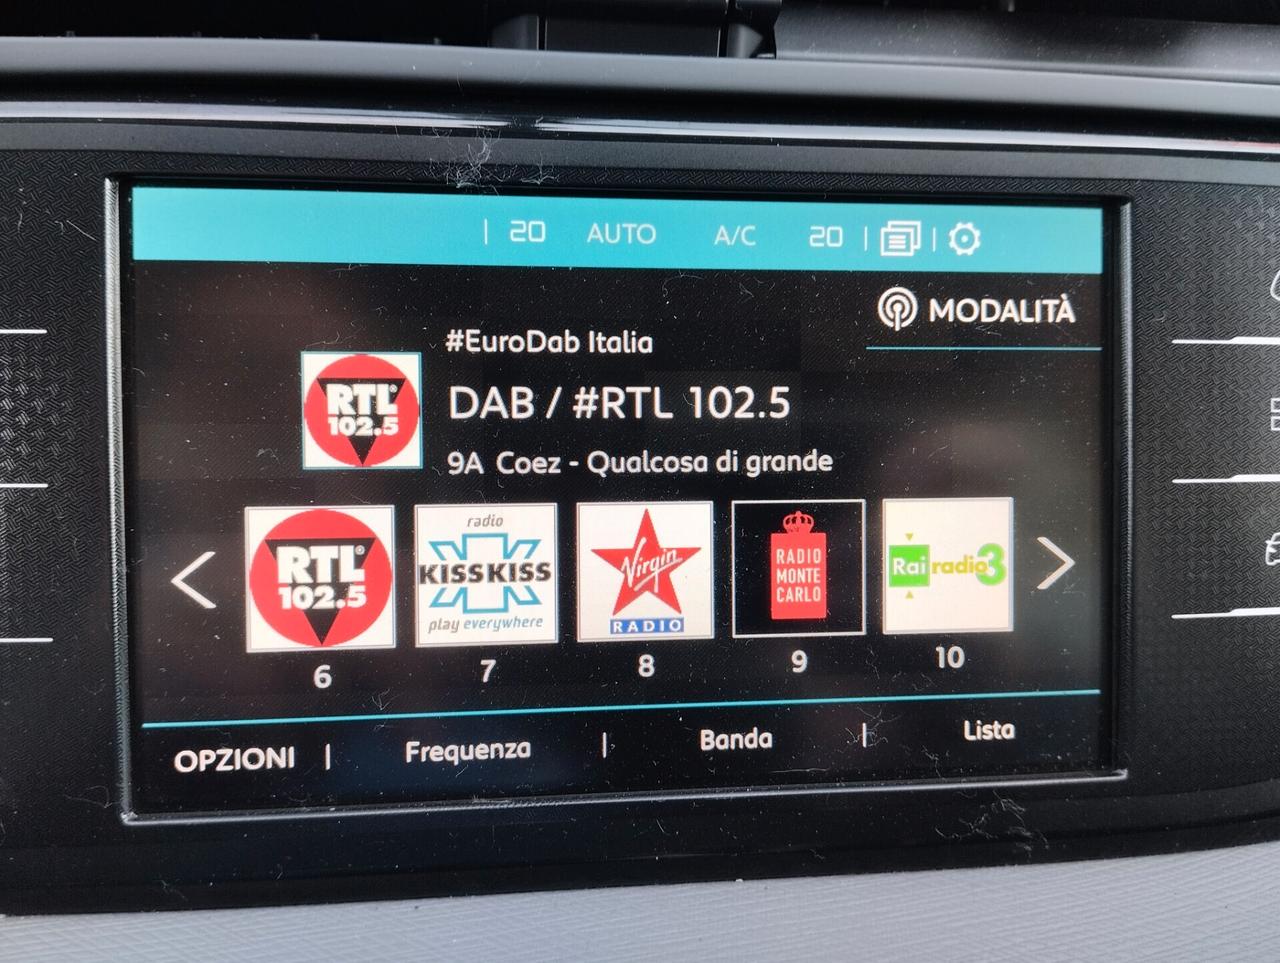 20 AUTO A/C 20
MODALITÀ
#EuroDab Italia
RTL
102.5
DAB / #RTL 102.5
9A Coez - Qualcosa di grande
RTL
102.5
radio
KISSKISS
play everywhere
Virgin
RADIO
RADIO
MONTE
CARLO
Rai radio3
6 7 8 9 10
OPZIONI | Frequenza | Banda | Lista